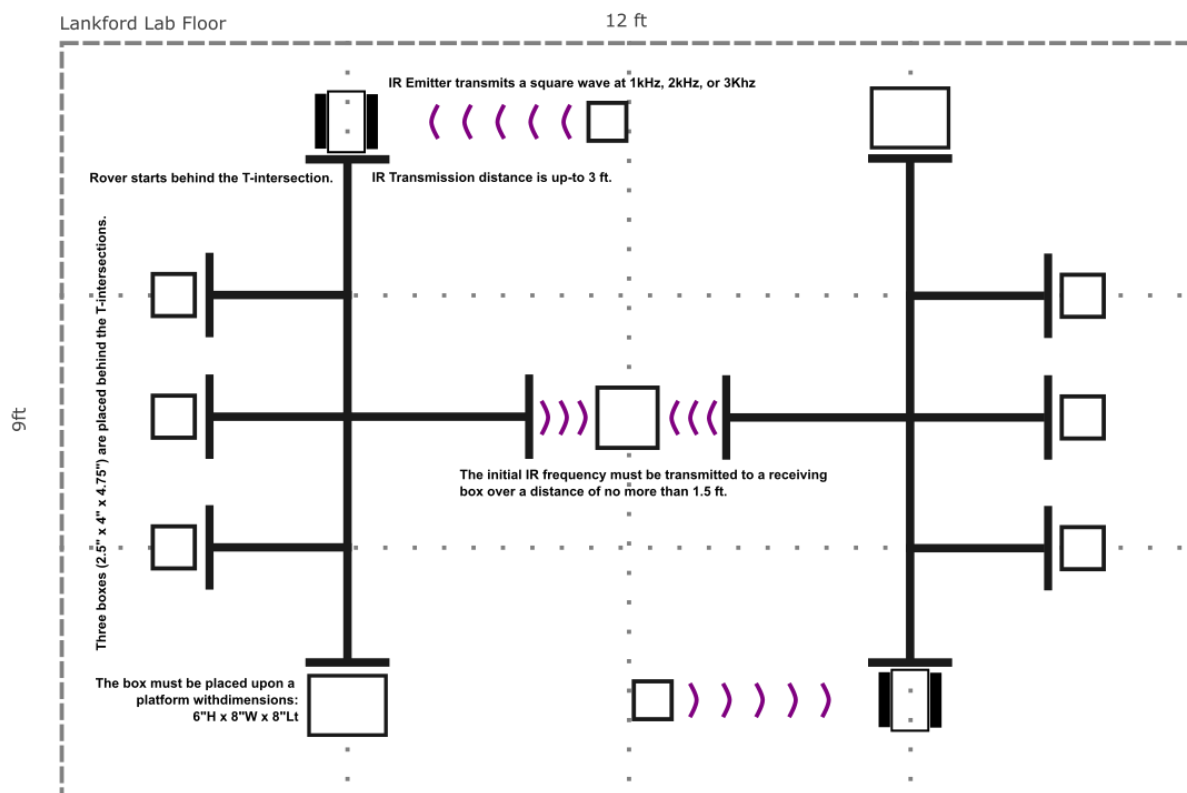 Lankford Lab Floor
12 ft
IR Emitter transmits a square wave at 1kHz, 2kHz, or 3Khz
Rover starts behind the T-intersection.
IR Transmission distance is up-to 3 ft.
Three boxes (2.5" x 4" x 4.75") are placed behind the T-intersections.
9ft
The initial IR frequency must be transmitted to a receiving
box over a distance of no more than 1.5 ft.
The box must be placed upon a
platform withdimensions:
6"H x 8"W x 8"Lt